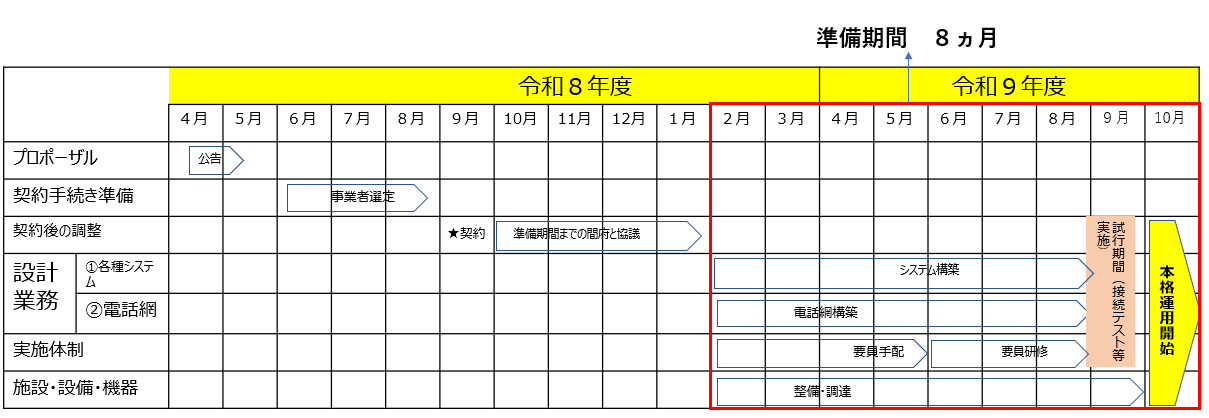 準備期間　８ヵ月
令和８年度
令和９年度
４月
５月
６月
７月
８月
９月
10月
11月
12月
１月
２月
３月
４月
５月
６月
７月
８月
９月
10月
プロポーザル
公告
契約手続き準備
事業者選定
契約後の調整
★契約
準備期間までの間府と協議
設計
業務
①各種システ
ム
システム構築
②電話網
電話網構築
実施体制
要員手配
要員研修
施設・設備・機器
整備・調達
試行期間（接続テスト等
実施）
本格運用開始